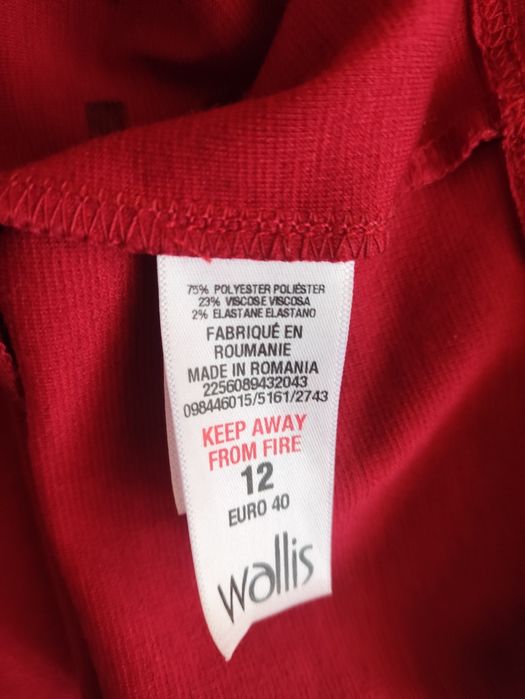 75% POLYESTER POLIÉSTER
23% VISCOSE VISCOSA
2% ELASTANE ELASTANO
FABRIQUÉ EN
ROUMANIE
MADE IN ROMANIA
2256089432043
098446015/5161/2743
KEEP AWAY
FROM FIRE
12
EURO 40
wallis